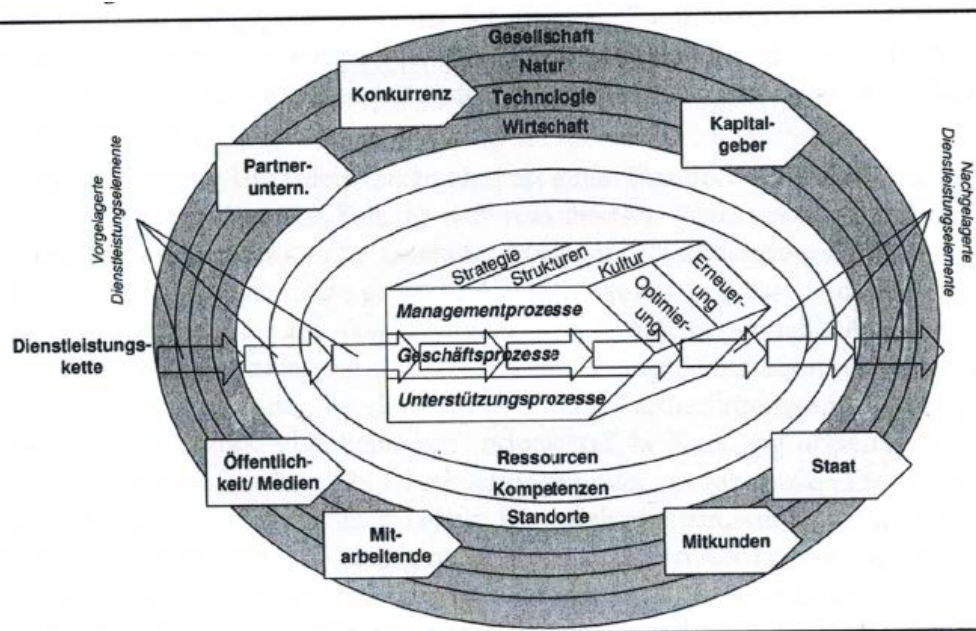 Gesellschaft
Natur
Technologie
Wirtschaft
Konkurrenz
Kapital-
geber
Partner-
untern.
Vorgelagerte
Dienstleistungselemente
Nachgelagerte
Dienstleistungselemente
Strategie
Strukturen
Kultur
Erneuer-
ung
Optimier-
ung
Managementprozesse
Dienstleistungs-
kette
Geschäftsprozesse
Unterstützungsprozesse
Ressourcen
Kompetenzen
Standorte
Öffentlich-
keit/ Medien
Staat
Mit-
arbeitende
Mitkunden